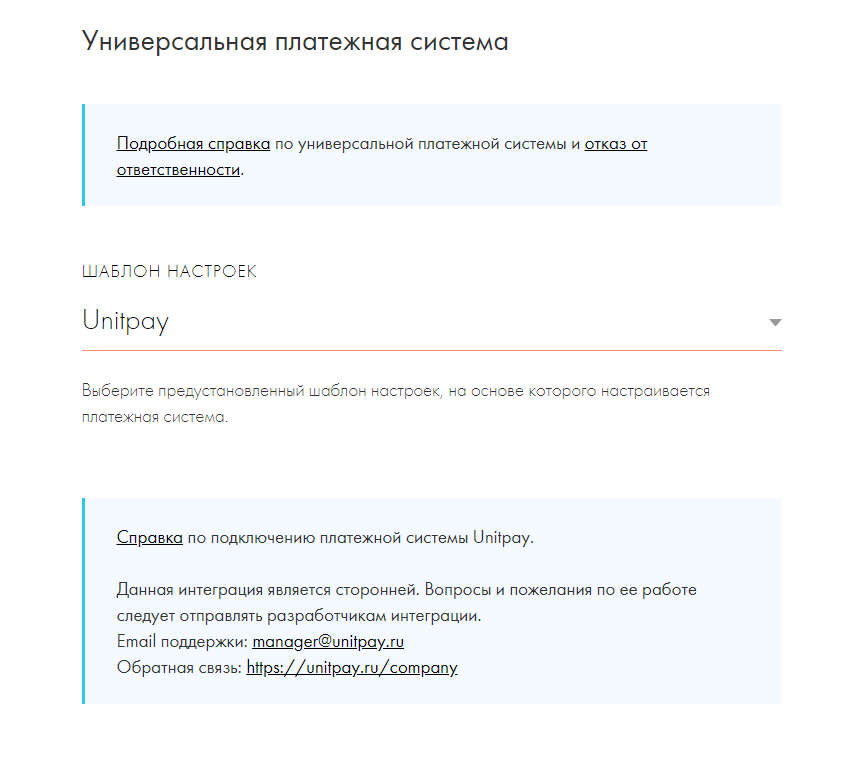 Универсальная платежная система
Подробная справка по универсальной платежной системы и отказ от
ответственности.
ШАБЛОН НАСТРОЕК
Unitpay
Выберите предустановленный шаблон настроек, на основе которого настраивается
платежная система.
Справка по подключению платежной системы Unitpay.
Данная интеграция является сторонней. Вопросы и пожелания по ее работе
следует отправлять разработчикам интеграции.
Email поддержки: manager@unitpay.ru
Обратная связь: https://unitpay.ru/company